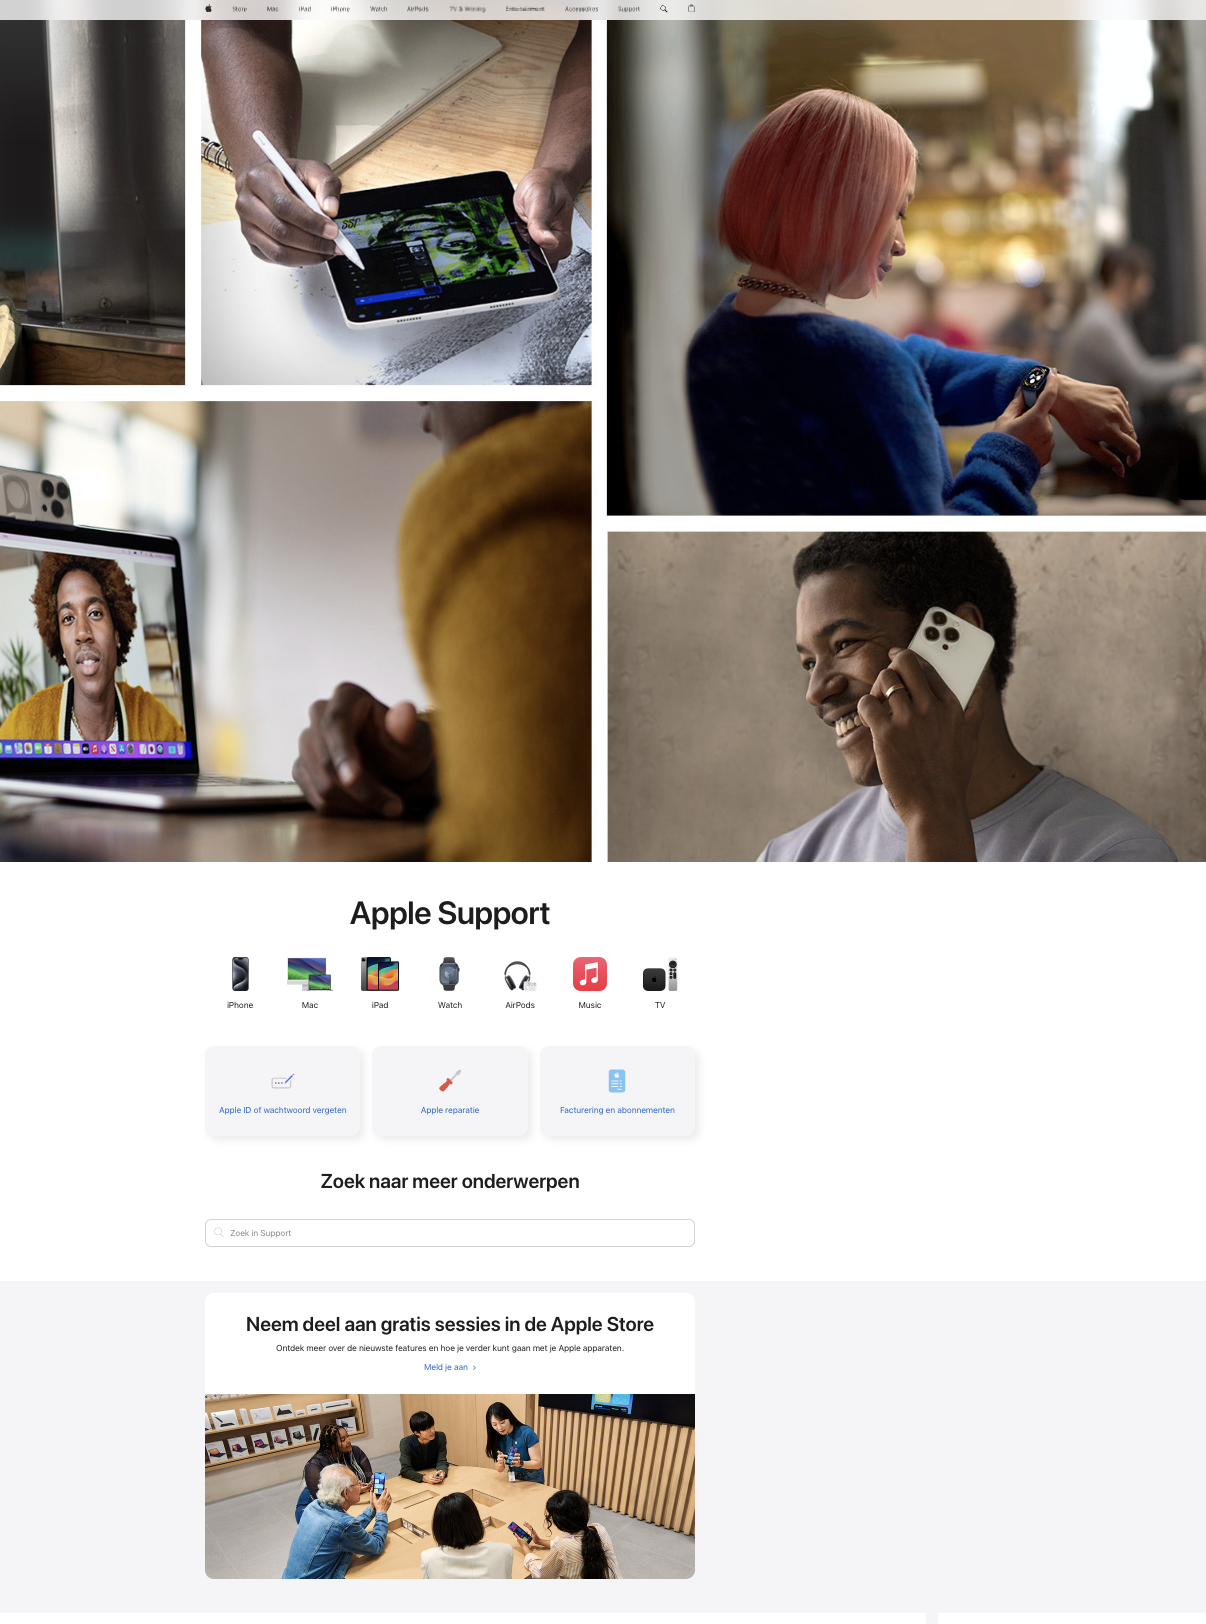 Store Mac iPad iPhone Watch AirPods TV & Wonen Entertainment Accessoires Support
Apple Support
iPhone Mac iPad Watch AirPods Music TV
Apple ID of wachtwoord vergeten
Apple reparatie
Facturering en abonnementen
Zoek naar meer onderwerpen
Zoek in Support
Neem deel aan gratis sessies in de Apple Store
Ontdek meer over de nieuwste features en hoe je verder kunt gaan met je Apple apparaten.
Meld je aan >